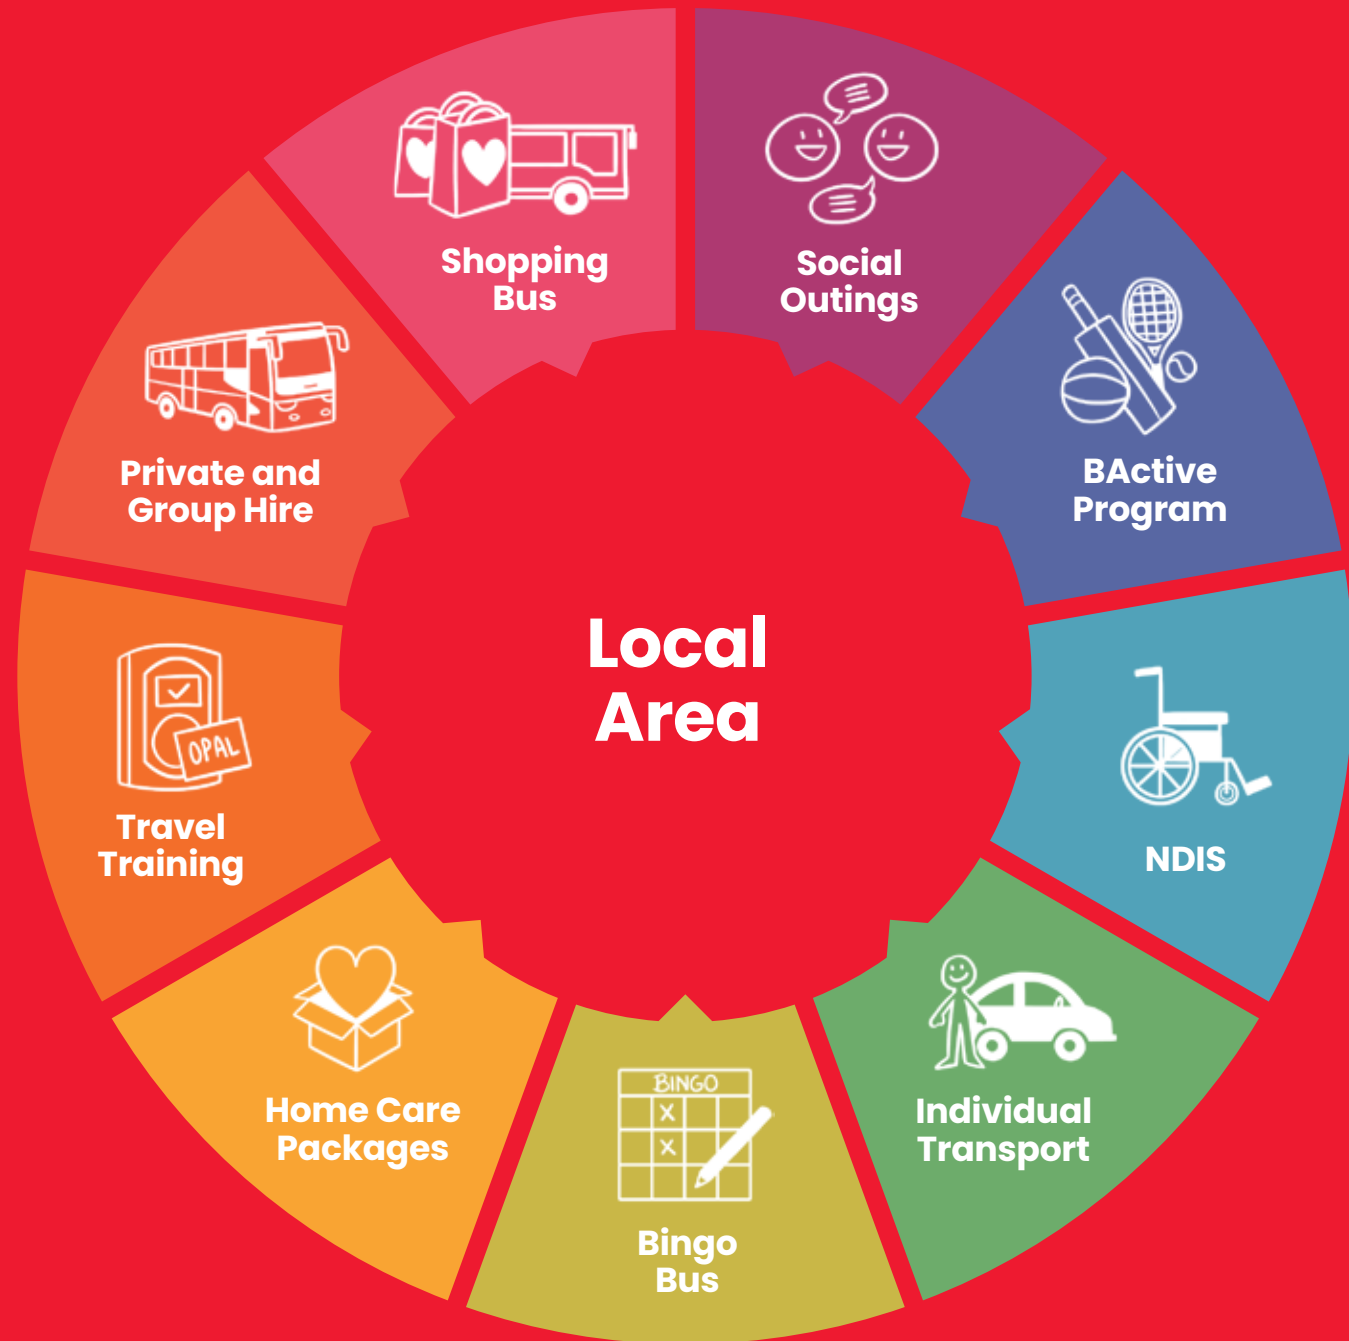 Shopping
Bus
Social
Outings
BActive
Program
NDIS
Individual
Transport
BINGO
X
X
Bingo
Bus
Home Care
Packages
OPAL
Travel
Training
Private and
Group Hire
Local
Area